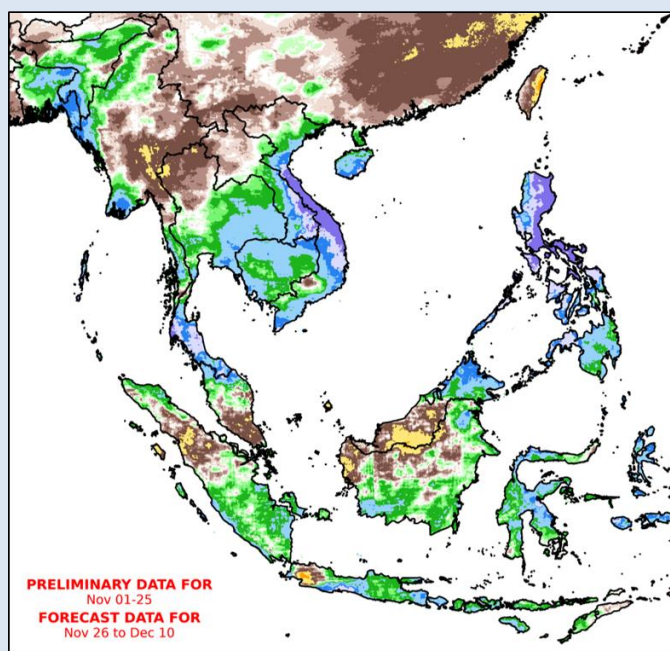 PRELIMINARY DATA FOR
Nov 01-25
FORECAST DATA FOR
Nov 26 to Dec 10